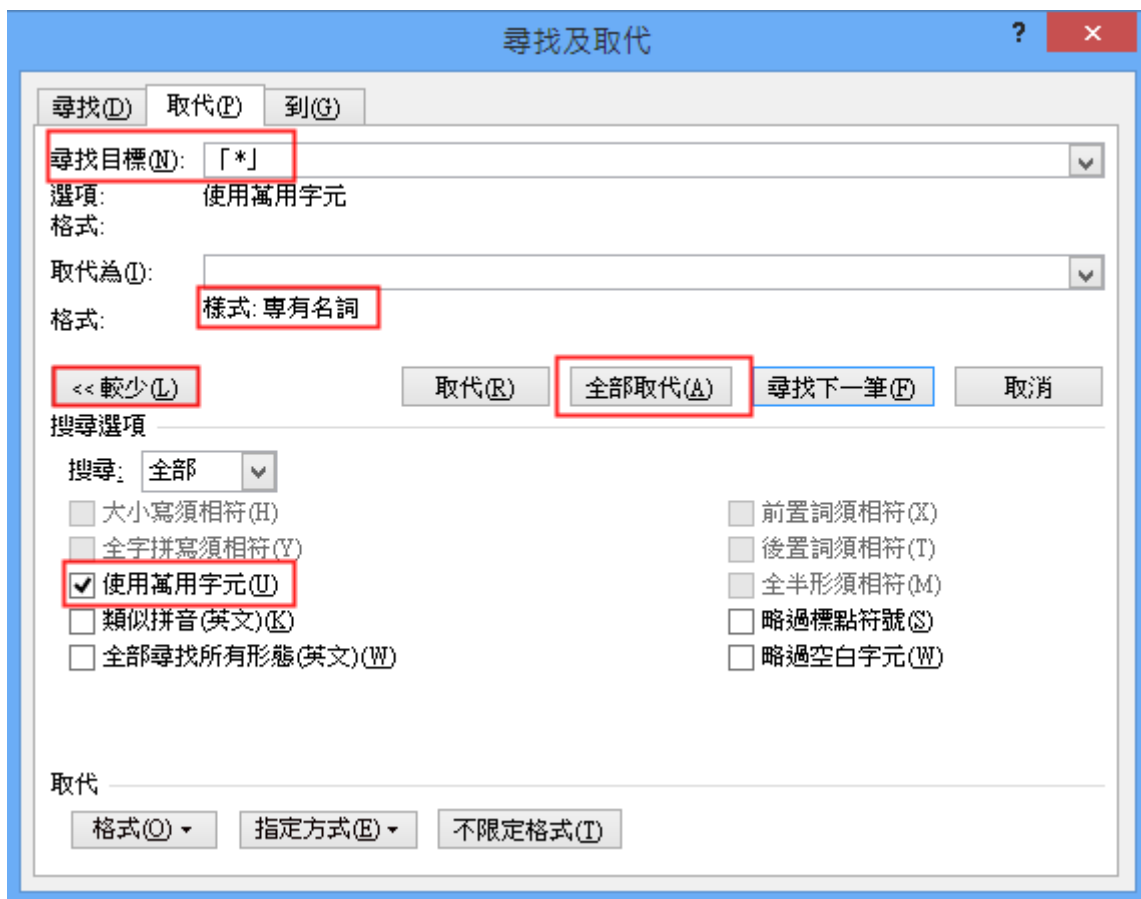 尋找及取代 ? ×
尋找(D) 取代(P) 到(G)
尋找目標(N): 「*」
選項: 使用萬用字元
格式:
取代為(I):
格式: 樣式: 專有名詞
<< 較少(L) 取代(R) 全部取代(A) 尋找下一筆(F) 取消
搜尋選項
搜尋: 全部
大小寫須相符(H) 前置詞須相符(X)
全字拼寫須相符(Y) 後置詞須相符(T)
使用萬用字元(U) 全半形須相符(M)
類似拼音(英文)(K) 略過標點符號(S)
全部尋找所有形態(英文)(W) 略過空白字元(W)
取代
格式(O) 指定方式(E) 不限定格式(T)